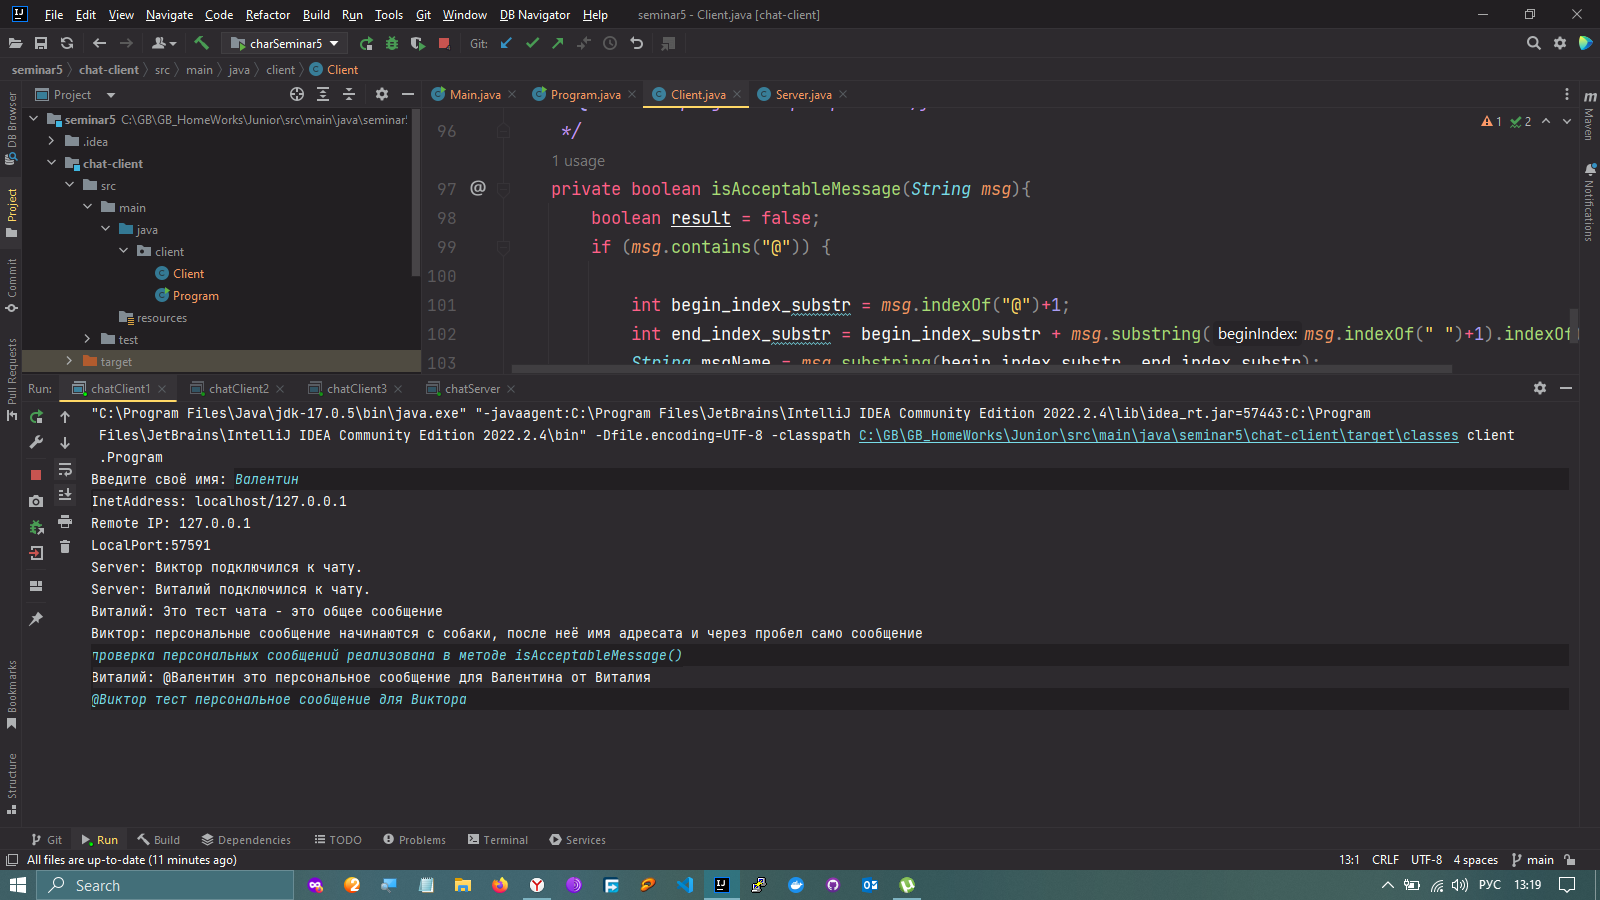 File Edit View Navigate Code Refactor Build Run Tools Git Window DB Navigator Help seminar5 - Client.java [chat-client]
charSeminar5 Git:
seminar5 chat-client src main java client Client
Project
Main.java Program.java Client.java Server.java
seminar5 C:\GB\GB_HomeWorks\Junior\src\main\java\seminar5
.idea
chat-client
src
main
java
client
Client
Program
resources
test
target
DB Browser
Project
Commit
Pull Requests
Bookmarks
Structure
Maven
Notifications
1 2
96 */
1 usage
97 @ private boolean isAcceptableMessage(String msg){
98 boolean result = false;
99 if (msg.contains("@")) {
100
101 int begin_index_substr = msg.indexOf("@")+1;
102 int end_index_substr = begin_index_substr + msg.substring( beginIndex: msg.indexOf(" ")+1).indexOf
103 String msgName = msg.substring(begin_index_substr, end_index_substr);
Run: chatClient1 chatClient2 chatClient3 chatServer
"C:\Program Files\Java\jdk-17.0.5\bin\java.exe" "-javaagent:C:\Program Files\JetBrains\IntelliJ IDEA Community Edition 2022.2.4\lib\idea_rt.jar=57443:C:\Program
Files\JetBrains\IntelliJ IDEA Community Edition 2022.2.4\bin" -Dfile.encoding=UTF-8 -classpath C:\GB\GB_HomeWorks\Junior\src\main\java\seminar5\chat-client\target\classes client
.Program
Введите своё имя: Валентин
InetAddress: localhost/127.0.0.1
Remote IP: 127.0.0.1
LocalPort:57591
Server: Виктор подключился к чату.
Server: Виталий подключился к чату.
Виталий: Это тест чата - это общее сообщение
Виктор: персональные сообщение начинаются с собаки, после неё имя адресата и через пробел само сообщение
проверка персональных сообщений реализована в методе isAcceptableMessage()
Виталий: @Валентин это персональное сообщение для Валентина от Виталия
@Виктор тест персональное сообщение для Виктора
Git Run Build Dependencies TODO Problems Terminal Services
All files are up-to-date (11 minutes ago) 13:1 CRLF UTF-8 4 spaces main
Search РУС 13:19